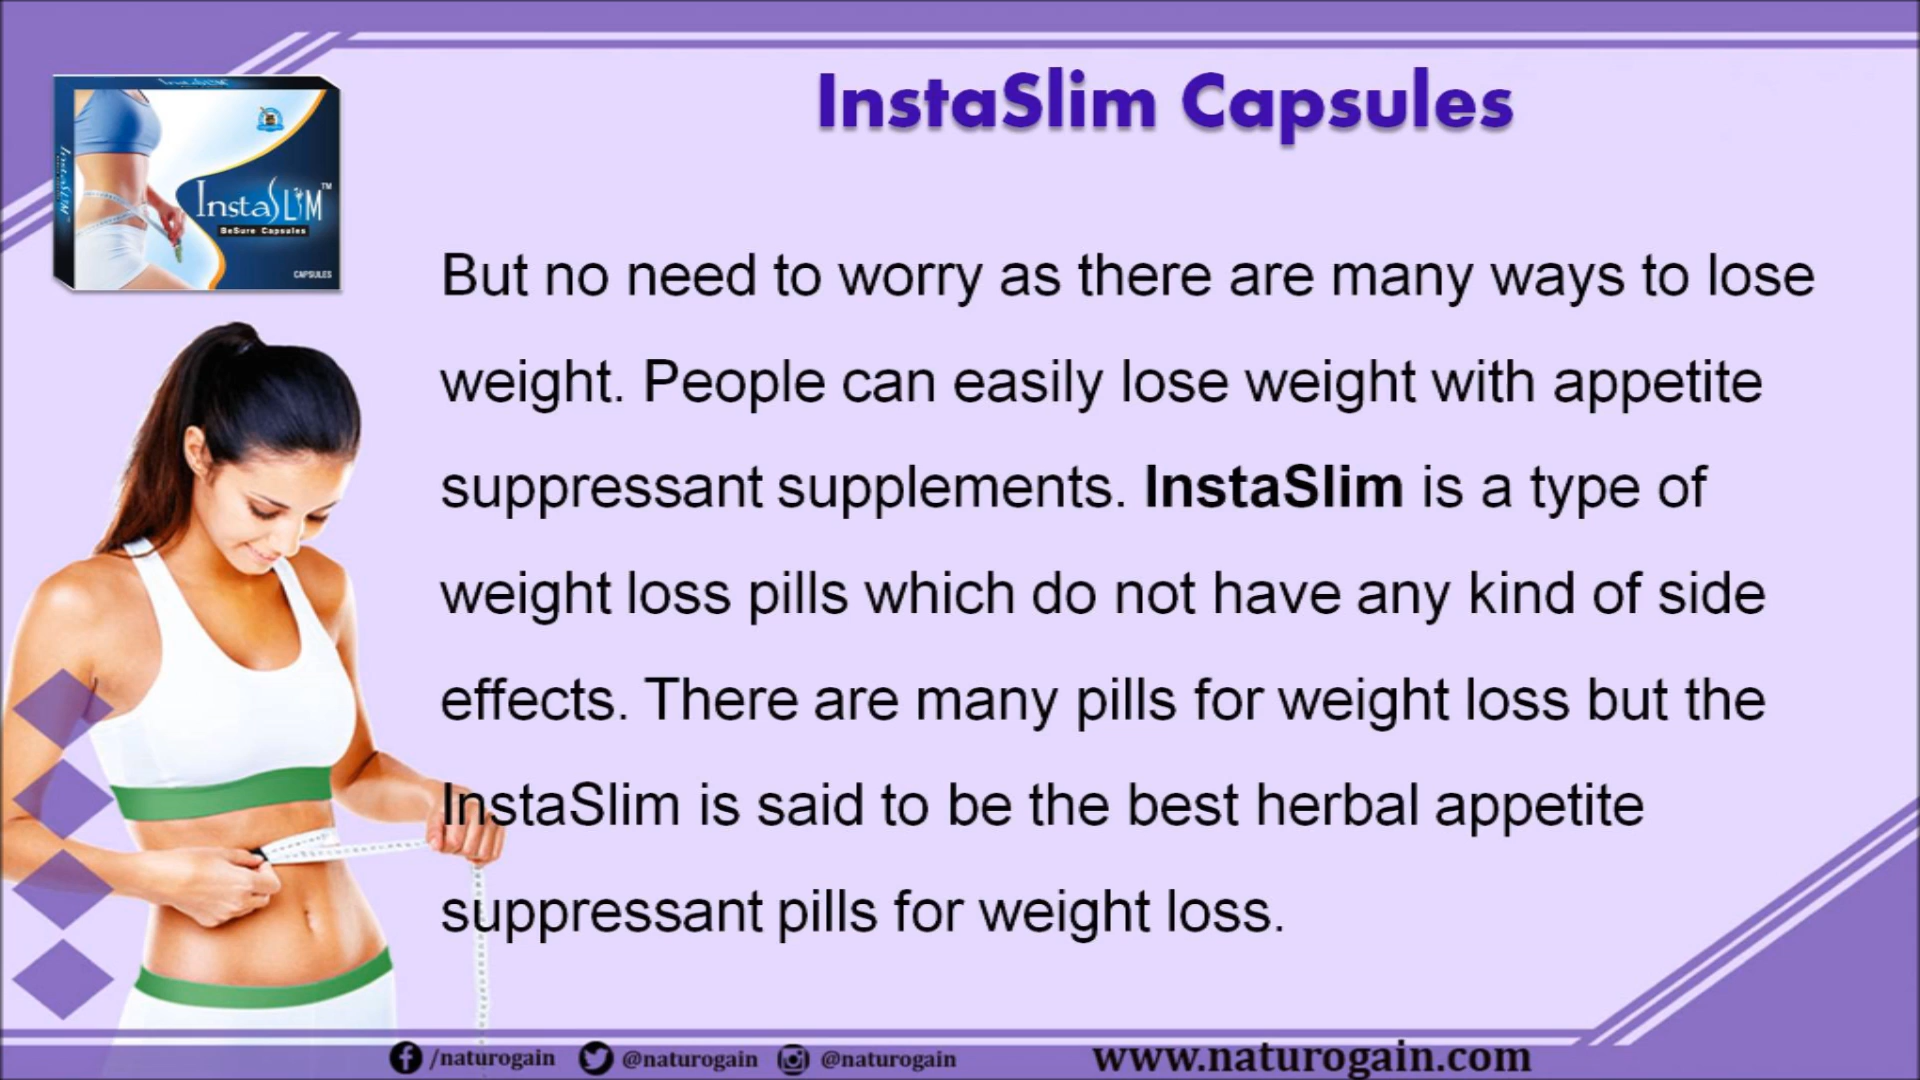 InstaSlim Capsules
InstaSLiM™
BeSure Capsules
CAPSULES
But no need to worry as there are many ways to lose
weight. People can easily lose weight with appetite
suppressant supplements. InstaSlim is a type of
weight loss pills which do not have any kind of side
effects. There are many pills for weight loss but the
InstaSlim is said to be the best herbal appetite
suppressant pills for weight loss.
/naturogain @naturogain @naturogain www.naturogain.com